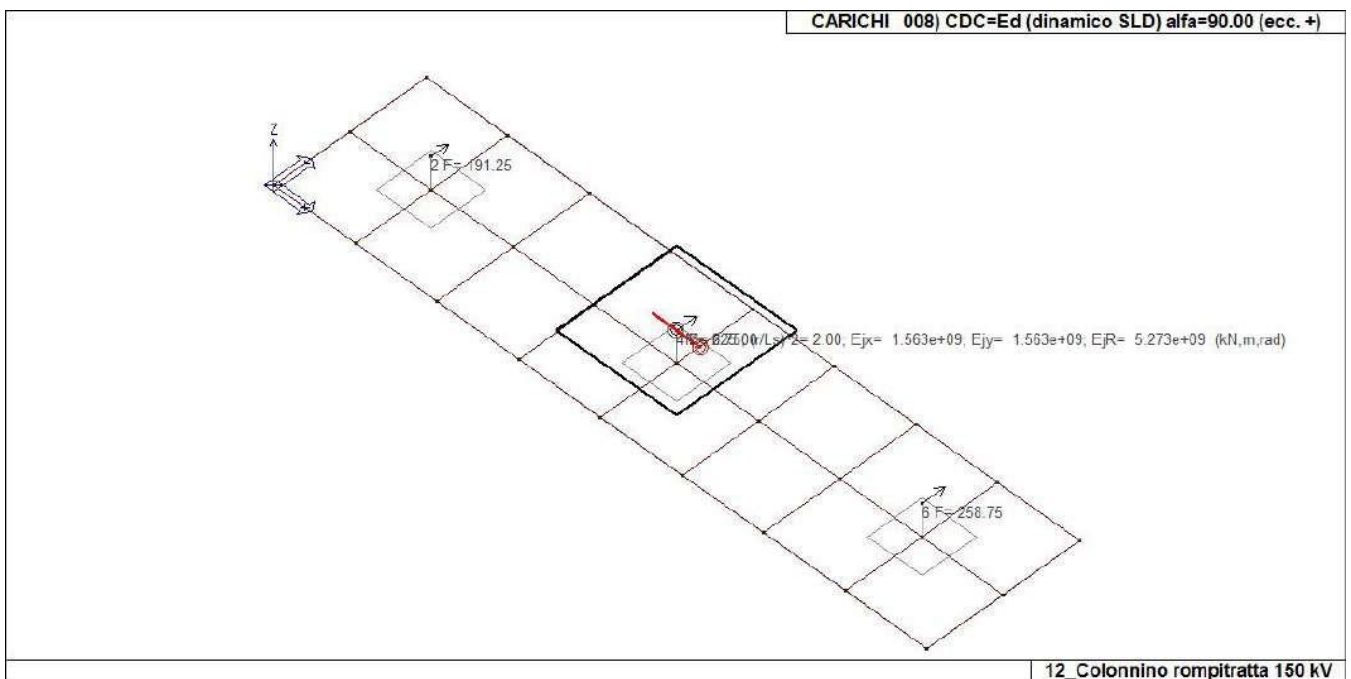 CARICHI 008) CDC=Ed (dinamico SLD) alfa=90.00 (ecc. +)
Z
2 F= 191.25
2= 2.00; Ejx= 1.563e+09; Ejy= 1.563e+09; EjR= 5.273e+09 (kN,m,rad)
6 F= 258.75
12_Colonnino rompitratta 150 kV